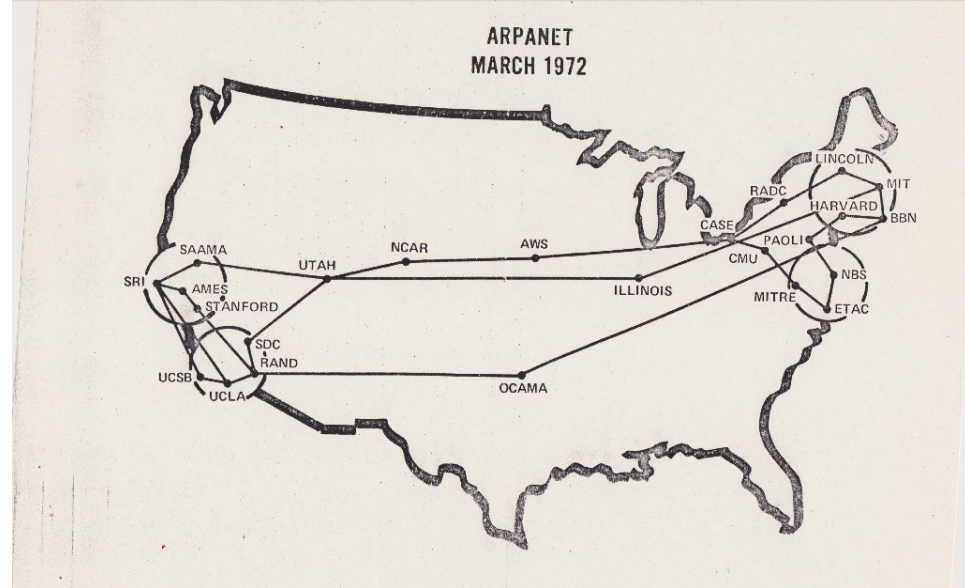 ARPANET
MARCH 1972
LINCOLN
MIT
RADC
HARVARD
BBN
CASE
PAOLI
CMU
NBS
MITRE
ETAC
SAAMA
NCAR
AWS
UTAH
SRI
AMES
STANFORD
ILLINOIS
SDC
RAND
UCSB
UCLA
OCAMA